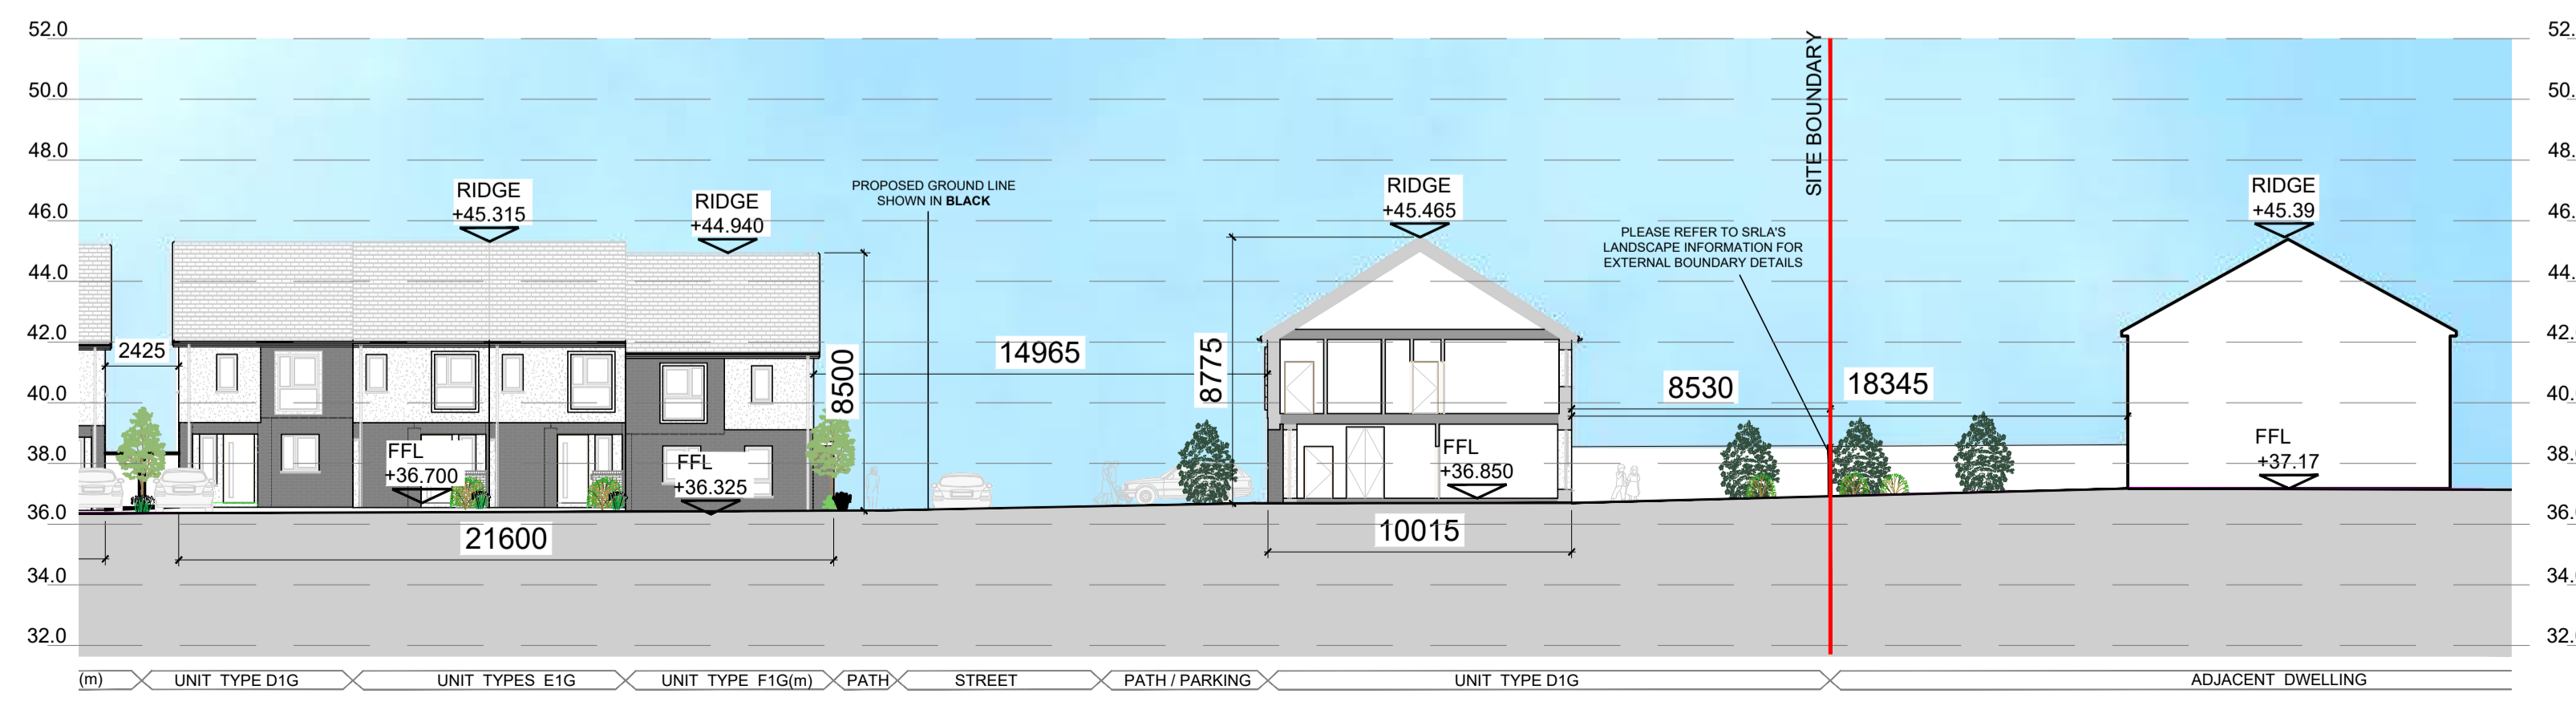 52.0
50.0
48.0
46.0
44.0
42.0
40.0
38.0
36.0
34.0
32.0
2425
RIDGE
+45.315
RIDGE
+44.940
FFL
+36.700
FFL
+36.325
21600
8500
PROPOSED GROUND LINE
SHOWN IN BLACK
14965
8775
RIDGE
+45.465
FFL
+36.850
10015
PLEASE REFER TO SRLA'S
LANDSCAPE INFORMATION FOR
EXTERNAL BOUNDARY DETAILS
SITE BOUNDARY
8530
18345
RIDGE
+45.39
FFL
+37.17
52.
50.
48.
46.
44.
42.
40.
38.
36.
34.
32.
(m)
UNIT TYPE D1G
UNIT TYPES E1G
UNIT TYPE F1G(m)
PATH
STREET
PATH / PARKING
UNIT TYPE D1G
ADJACENT DWELLING